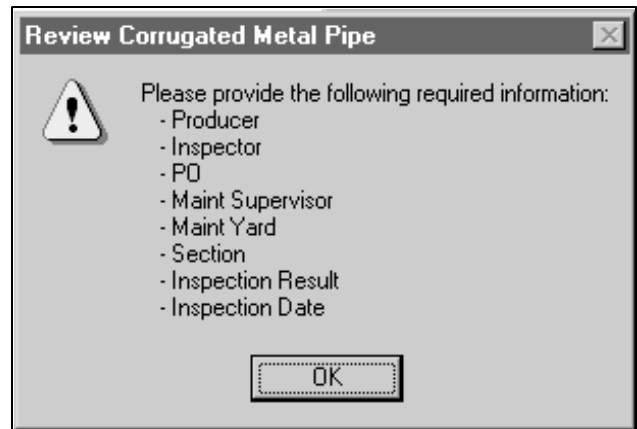 Review Corrugated Metal Pipe
Please provide the following required information:
- Producer
- Inspector
- PO
- Maint Supervisor
- Maint Yard
- Section
- Inspection Result
- Inspection Date
OK